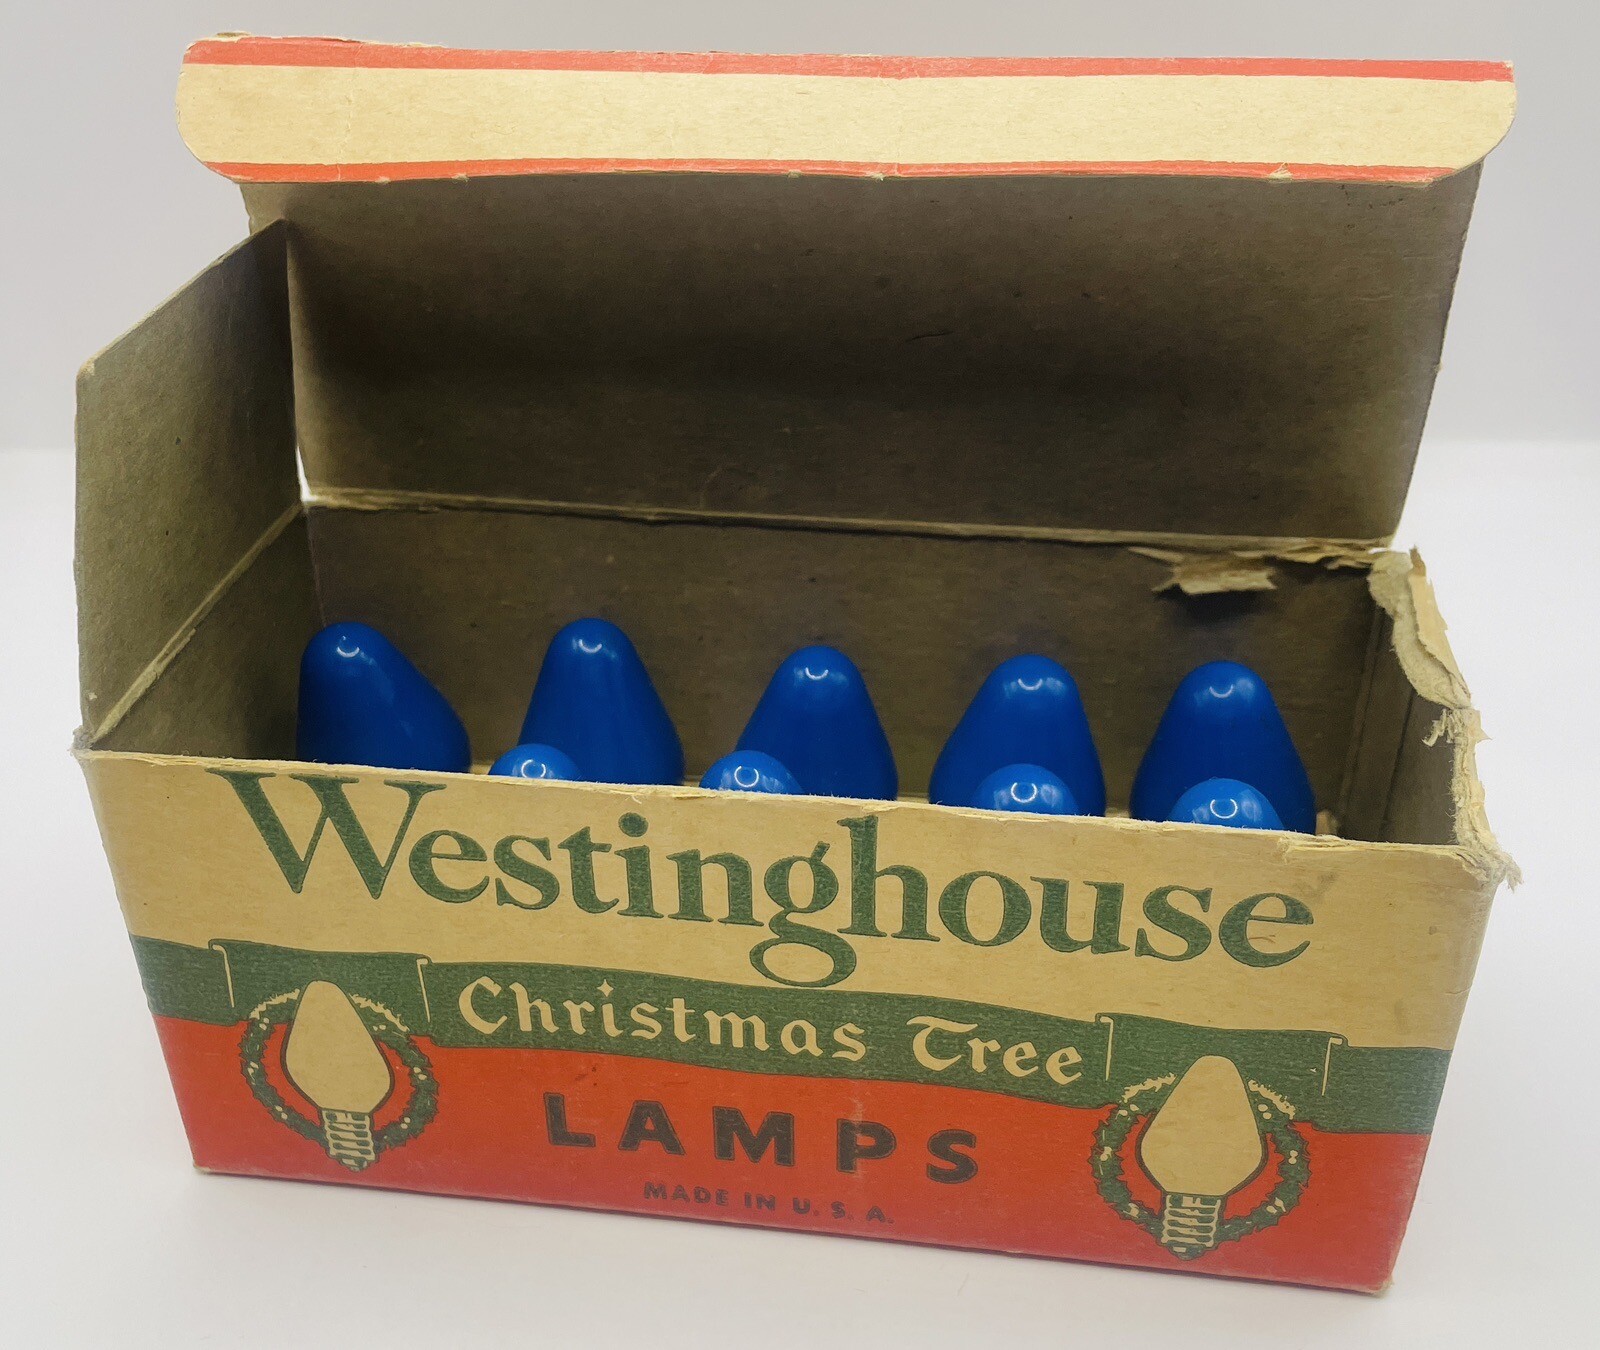 Westinghouse
Christmas Tree
LAMPS
MADE IN U. S. A.